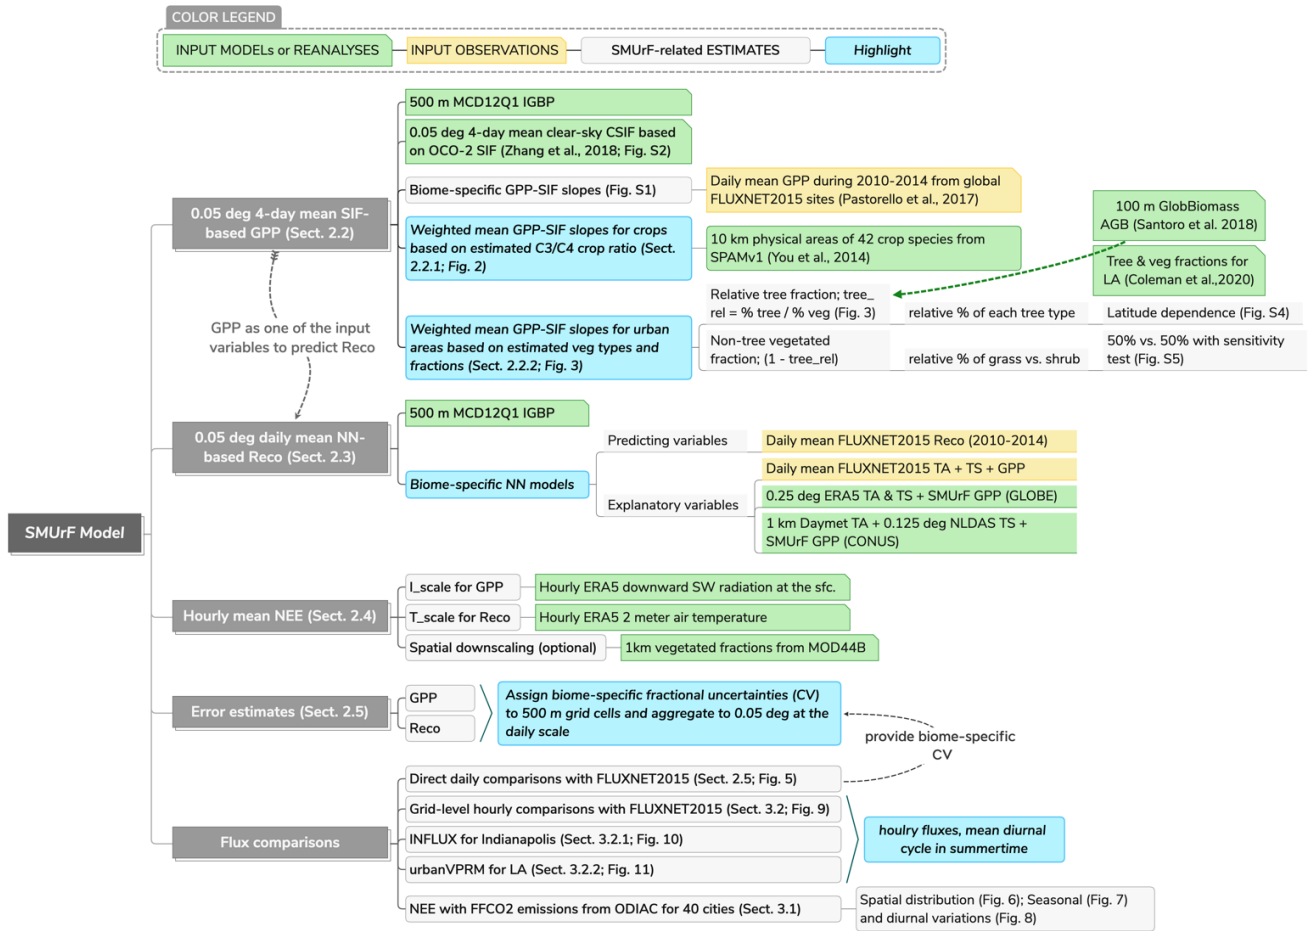 COLOR LEGEND
INPUT MODELs or REANALYSES
INPUT OBSERVATIONS
SMUrF-related ESTIMATES
Highlight
SMUrF Model
0.05 deg 4-day mean SIF-
based GPP (Sect. 2.2)
500 m MCD12Q1 IGBP
0.05 deg 4-day mean clear-sky CSIF based
on OCO-2 SIF (Zhang et al., 2018; Fig. S2)
Biome-specific GPP-SIF slopes (Fig. S1)
Daily mean GPP during 2010-2014 from global
FLUXNET2015 sites (Pastorello et al., 2017)
Weighted mean GPP-SIF slopes for crops
based on estimated C3/C4 crop ratio (Sect.
2.2.1; Fig. 2)
10 km physical areas of 42 crop species from
SPAMv1 (You et al., 2014)
100 m GlobBiomass
AGB (Santoro et al. 2018)
Tree & veg fractions for
LA (Coleman et al.,2020)
Weighted mean GPP-SIF slopes for urban
areas based on estimated veg types and
fractions (Sect. 2.2.2; Fig. 3)
Relative tree fraction; tree_
rel = % tree / % veg (Fig. 3)
relative % of each tree type
Latitude dependence (Fig. S4)
Non-tree vegetated
fraction; (1 - tree_rel)
relative % of grass vs. shrub
50% vs. 50% with sensitivity
test (Fig. S5)
GPP as one of the input
variables to predict Reco
0.05 deg daily mean NN-
based Reco (Sect. 2.3)
500 m MCD12Q1 IGBP
Biome-specific NN models
Predicting variables
Daily mean FLUXNET2015 Reco (2010-2014)
Explanatory variables
Daily mean FLUXNET2015 TA + TS + GPP
0.25 deg ERA5 TA & TS + SMUrF GPP (GLOBE)
1 km Daymet TA + 0.125 deg NLDAS TS +
SMUrF GPP (CONUS)
Hourly mean NEE (Sect. 2.4)
I_scale for GPP
Hourly ERA5 downward SW radiation at the sfc.
T_scale for Reco
Hourly ERA5 2 meter air temperature
Spatial downscaling (optional)
1km vegetated fractions from MOD44B
Error estimates (Sect. 2.5)
GPP
Reco
Assign biome-specific fractional uncertainties (CV)
to 500 m grid cells and aggregate to 0.05 deg at the
daily scale
provide biome-specific
CV
Flux comparisons
Direct daily comparisons with FLUXNET2015 (Sect. 2.5; Fig. 5)
Grid-level hourly comparisons with FLUXNET2015 (Sect. 3.2; Fig. 9)
INFLUX for Indianapolis (Sect. 3.2.1; Fig. 10)
urbanVPRM for LA (Sect. 3.2.2; Fig. 11)
houlry fluxes, mean diurnal
cycle in summertime
NEE with FFCO2 emissions from ODIAC for 40 cities (Sect. 3.1)
Spatial distribution (Fig. 6); Seasonal (Fig. 7)
and diurnal variations (Fig. 8)